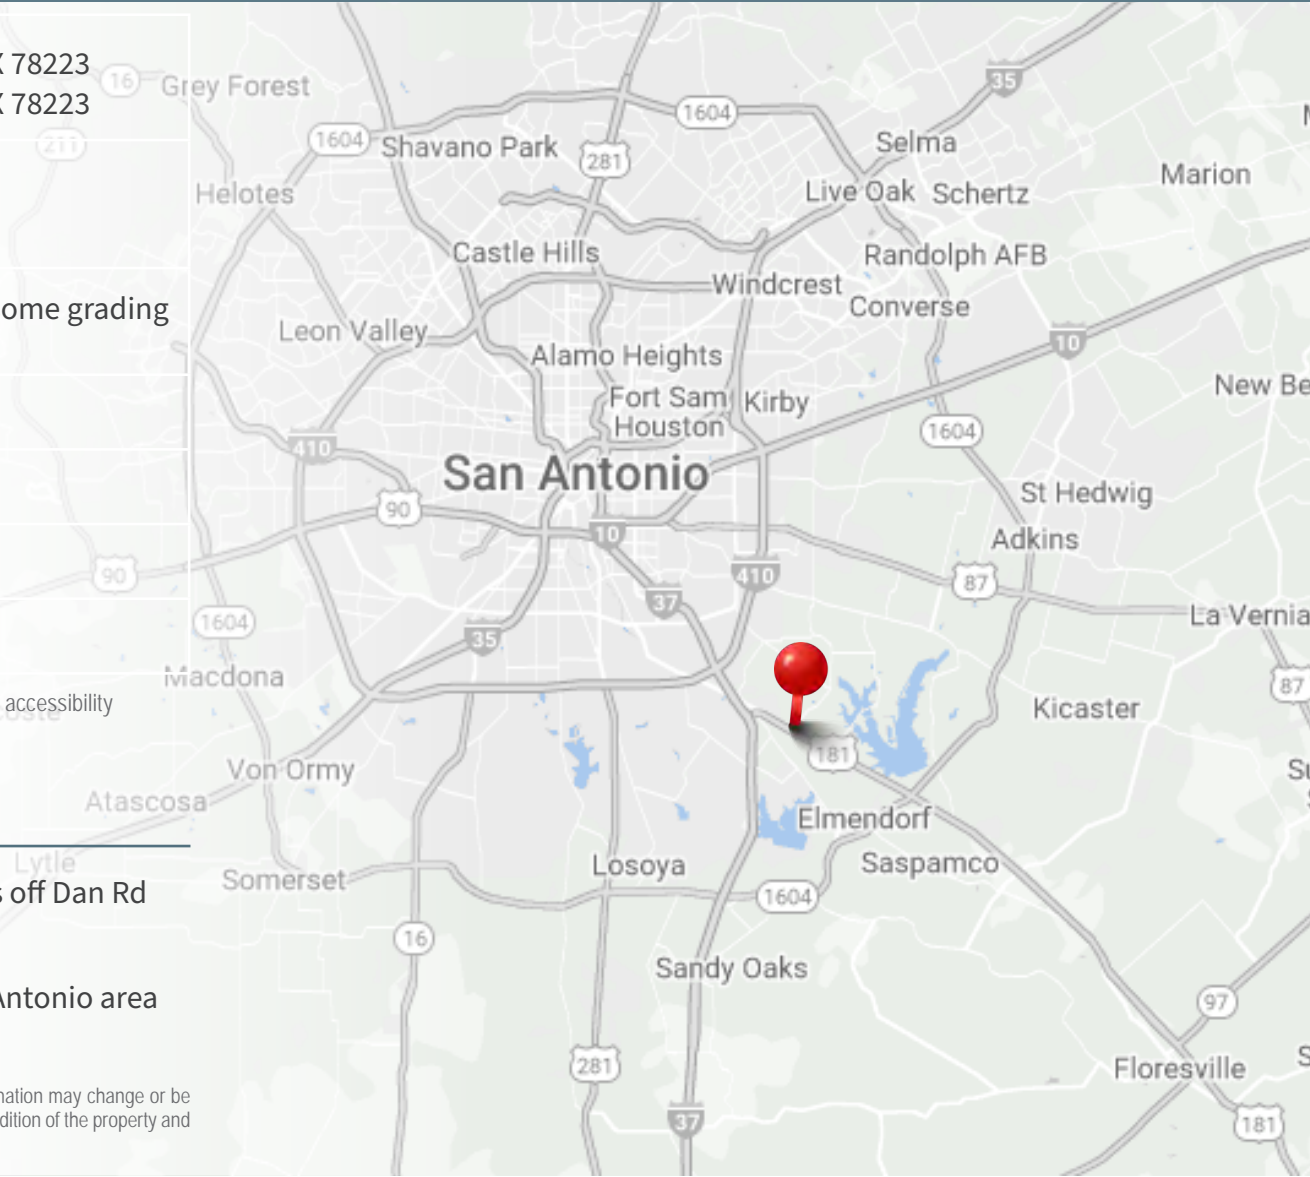 X 78223
X 78223
ome grading
accessibility
s off Dan Rd
Antonio area
mation may change or be
dition of the property and
35
16
Grey Forest
1604
1604
211
Shavano Park
281
Selma
Marion
Helotes
Live Oak
Schertz
Castle Hills
Randolph AFB
Windcrest
Converse
Leon Valley
10
Alamo Heights
New Be
Fort Sam
Houston
Kirby
1604
410
San Antonio
90
St Hedwig
10
Adkins
90
410
87
37
1604
La Vernia
35
Macdona
87
Kicaster
coste
181
Von Ormy
Su
S
Atascosa
Elmendorf
Lytle
Losoya
Saspamco
Somerset
1604
16
Sandy Oaks
97
281
Floresville
S
37
181